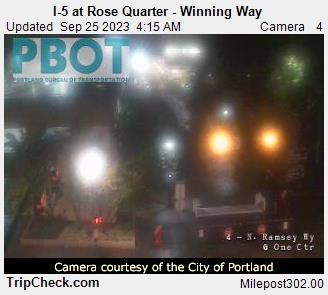 I-5 at Rose Quarter - Winning Way
Updated Sep 25 2023 4:15 AM Camera 4
PBOT
PORTLAND BUREAU OF TRANSPORTATION
4 - N. Ramsey Wy
@ One Ctr
Camera courtesy of the City of Portland
TripCheck.com Milepost302.00